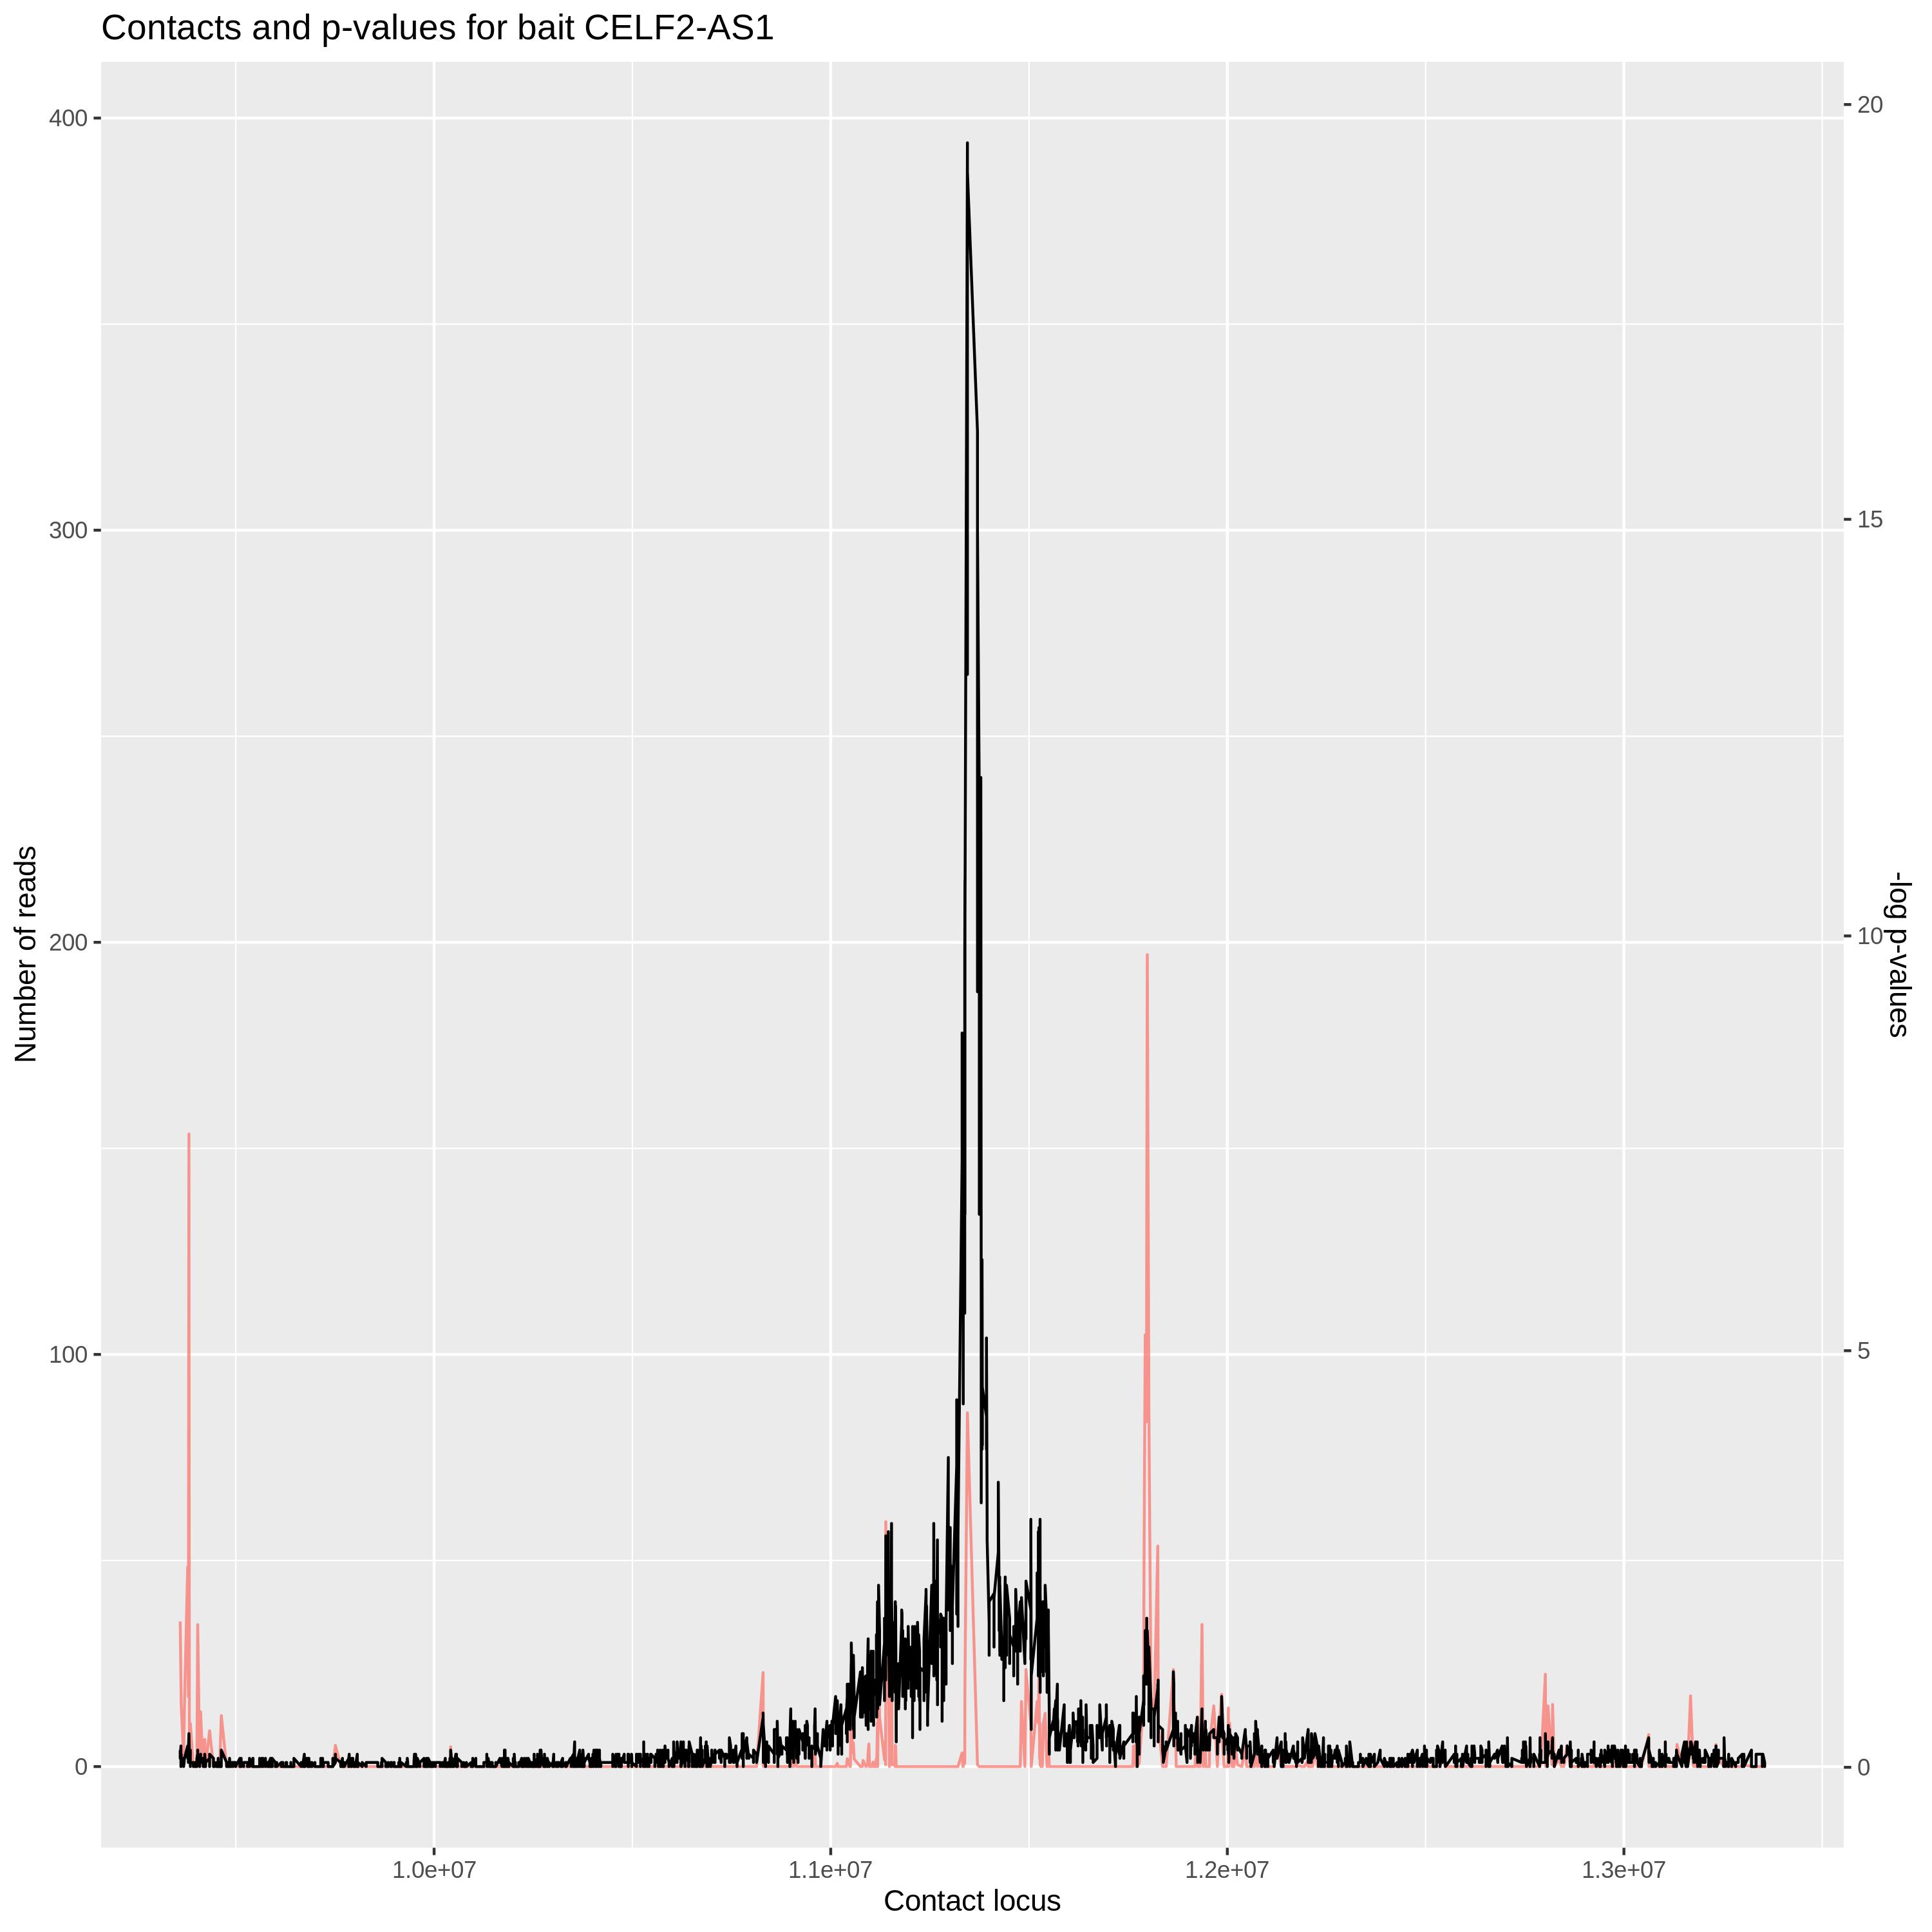 Contacts and p-values for bait CELF2-AS1
400
300
200
100
0
Number of reads
20
15
10
5
0
-log p-values
1.0e+07
1.1e+07
1.2e+07
1.3e+07
Contact locus